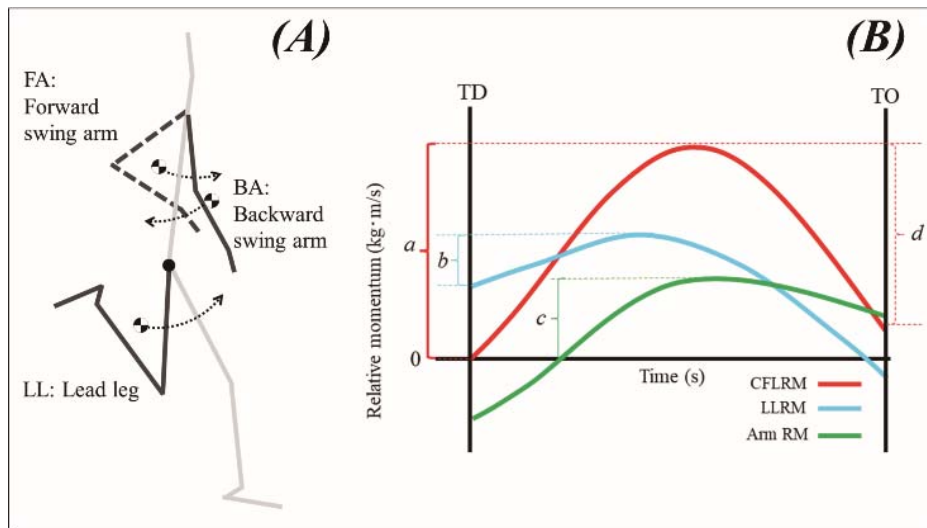 (A)
FA:
Forward
swing arm
BA:
Backward
swing arm
LL: Lead leg
(B)
TD
TO
Relative momentum (kg·m/s)
a
b
c
d
0
Time (s)
CFLRM
LLRM
Arm RM